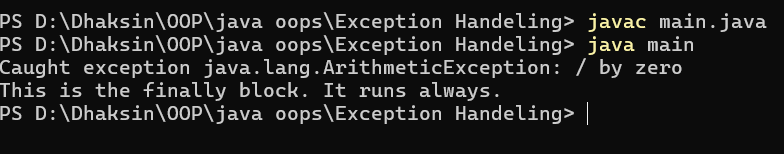 PS D:\Dhaksin\OOP\java oops\Exception Handeling> javac main.java
PS D:\Dhaksin\OOP\java oops\Exception Handeling> java main
Caught exception java.lang.ArithmeticException: / by zero
This is the finally block. It runs always.
PS D:\Dhaksin\OOP\java oops\Exception Handeling>